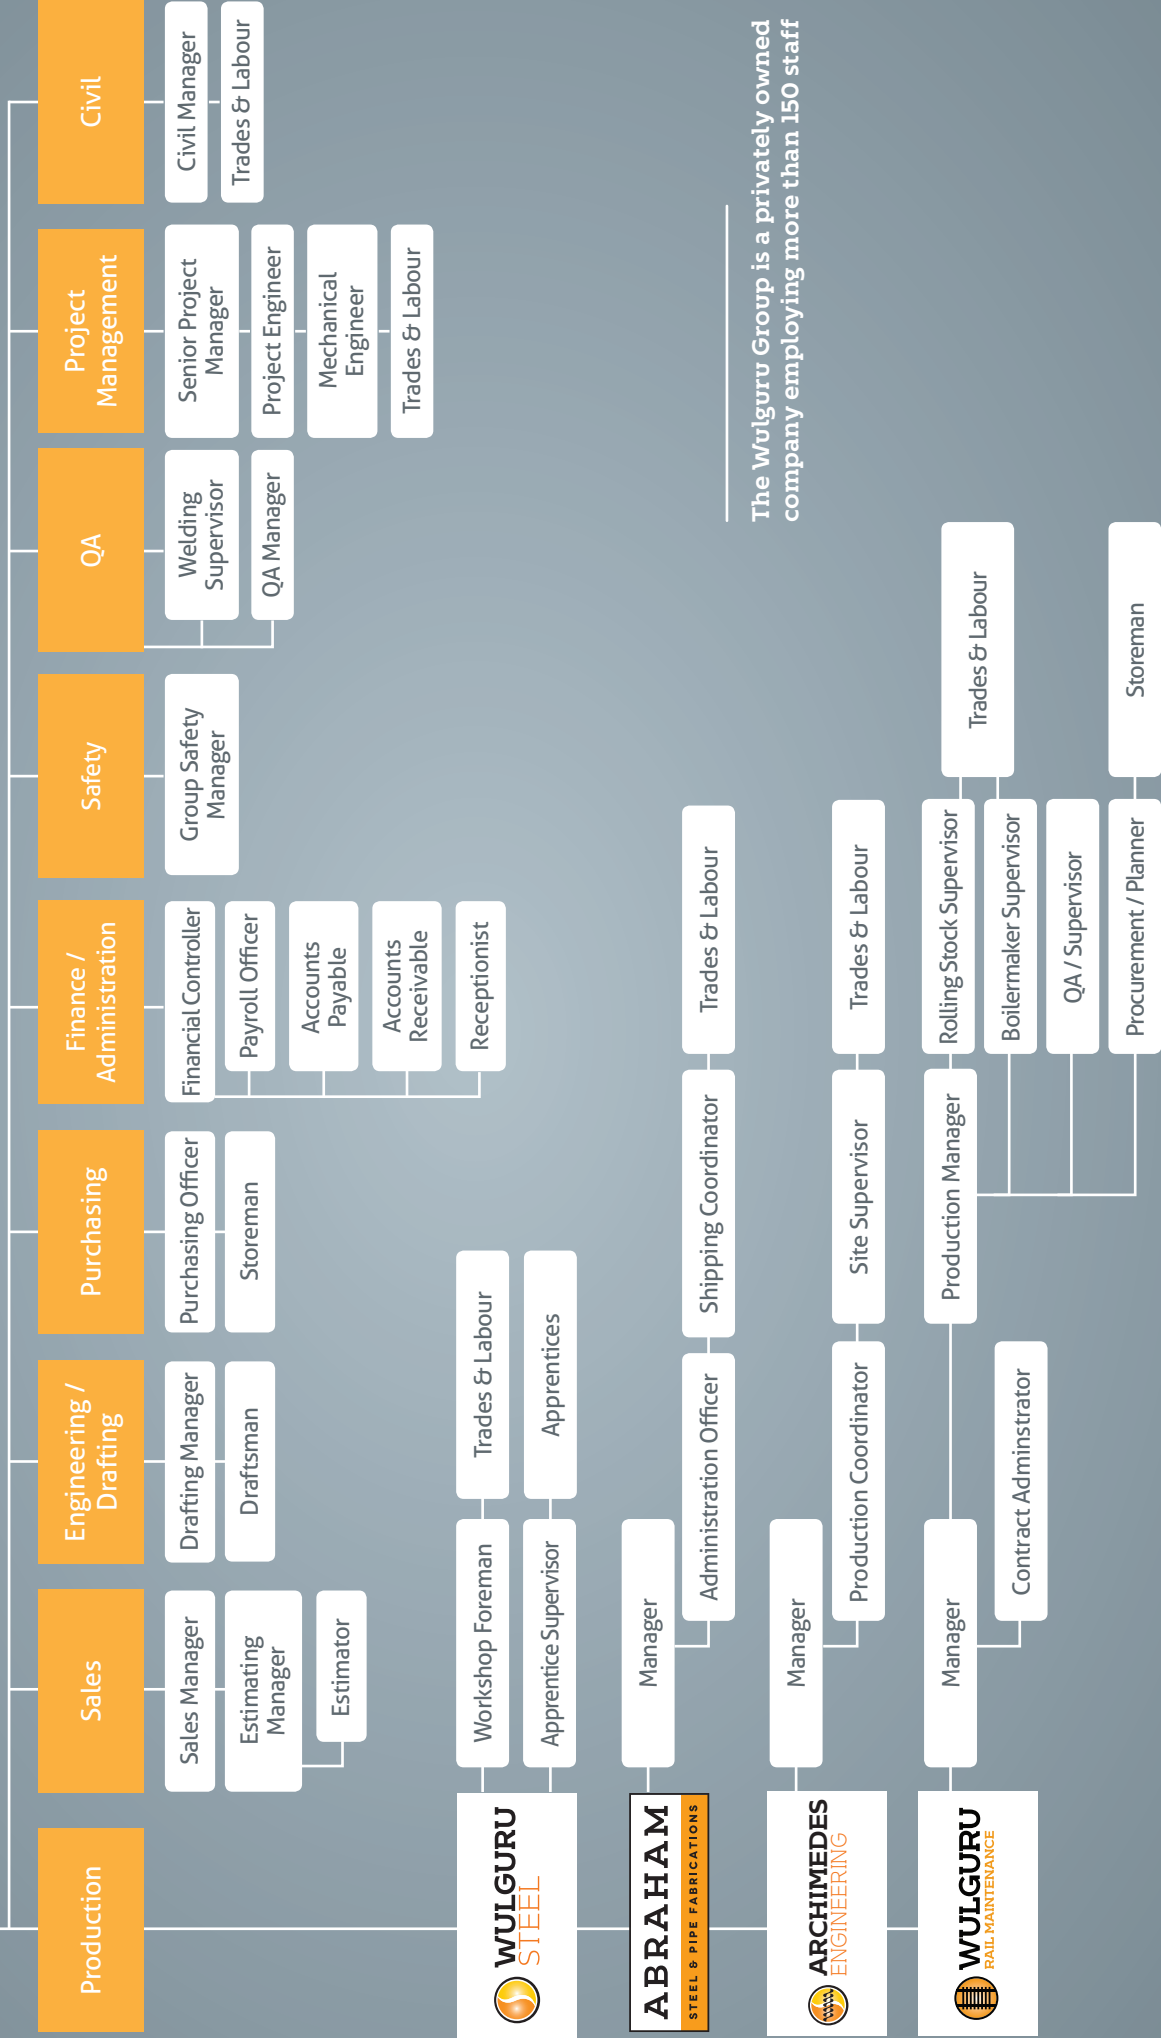 Production
Sales
Engineering /
Drafting
Purchasing
Finance /
Administration
Safety
QA
Project
Management
Civil
Sales Manager
Estimating
Manager
Estimator
Drafting Manager
Draftsman
Purchasing Officer
Storeman
Financial Controller
Payroll Officer
Accounts
Payable
Accounts
Receivable
Receptionist
Group Safety
Manager
Welding
Supervisor
QA Manager
Senior Project
Manager
Project Engineer
Mechanical
Engineer
Trades & Labour
Civil Manager
Trades & Labour
WULGURU
STEEL
Workshop Foreman
Trades & Labour
Apprentice Supervisor
Apprentices
ABRAHAM
STEEL & PIPE FABRICATIONS
Manager
Administration Officer
Shipping Coordinator
Trades & Labour
ARCHIMEDES
ENGINEERING
Manager
Production Coordinator
Site Supervisor
Trades & Labour
WULGURU
RAIL MAINTENANCE
Manager
Contract Adminstrator
Production Manager
Rolling Stock Supervisor
Boilermaker Supervisor
Trades & Labour
QA / Supervisor
Procurement / Planner
Storeman
The Wulguru Group is a privately owned
company employing more than 150 staff